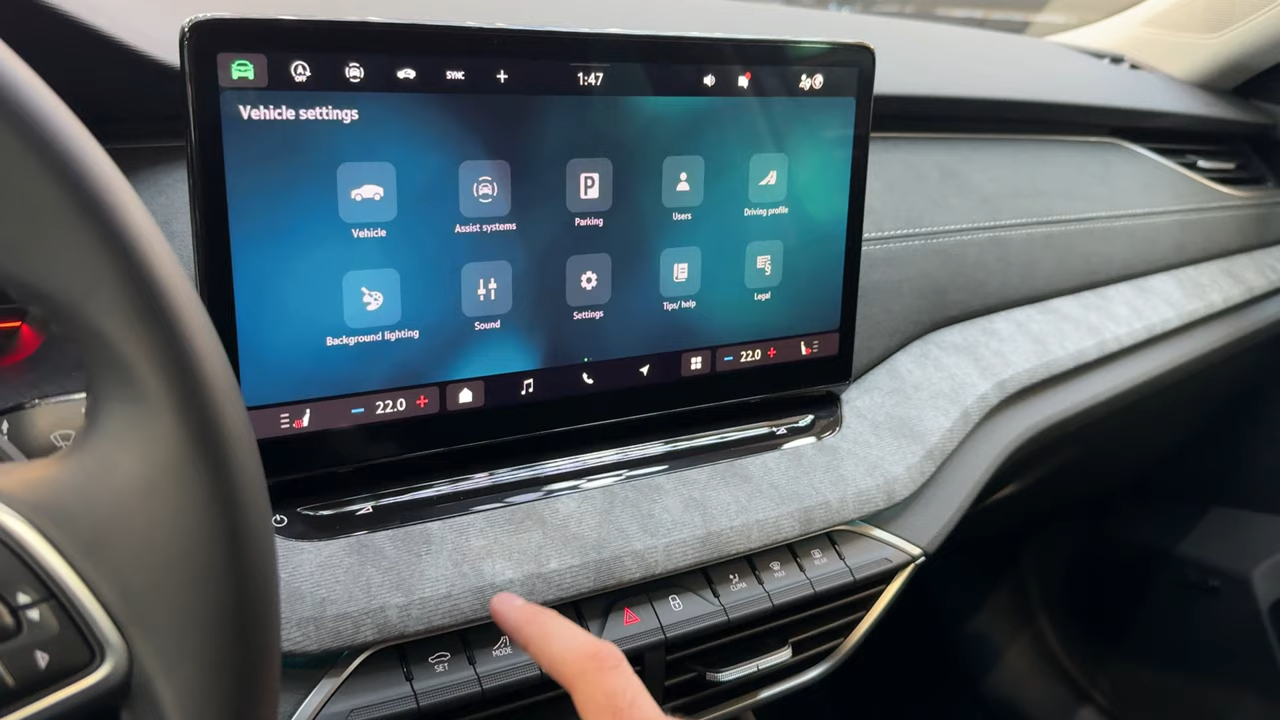 A OFF SYNC + 1:47
Vehicle settings
Vehicle
Assist systems
P
Parking
Users
Driving profile
Background lighting
Sound
Settings
Tips/ help
Legal
- 22.0 +
- 22.0 +
SET
MODE
CLIMA
MAX
REAR